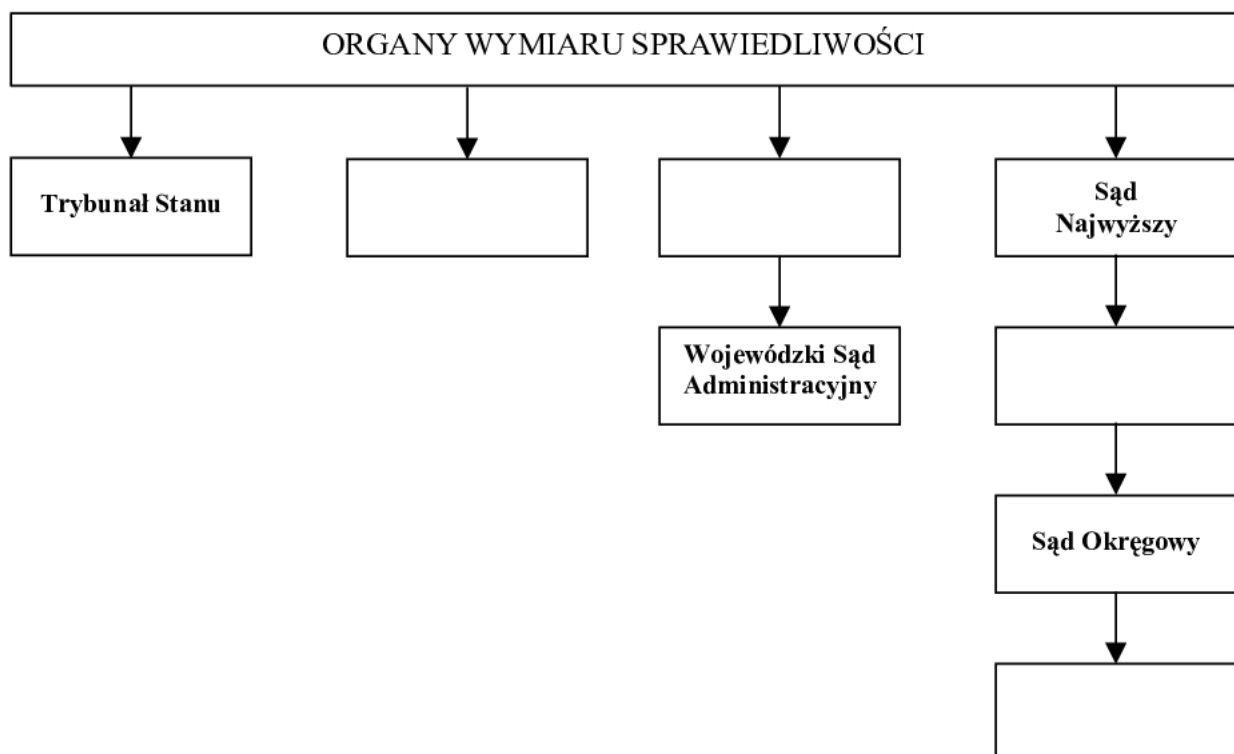 ORGANY WYMIARU SPRAWIEDLIWOŚCI
Trybunał Stanu
Sąd
Najwyższy
Wojewódzki Sąd
Administracyjny
Sąd Okręgowy